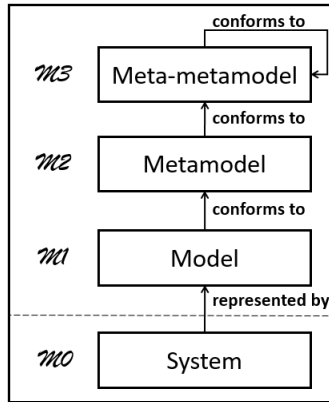 conforms to
M3
Meta-metamodel
conforms to
M2
Metamodel
conforms to
M1
Model
represented by
M0
System